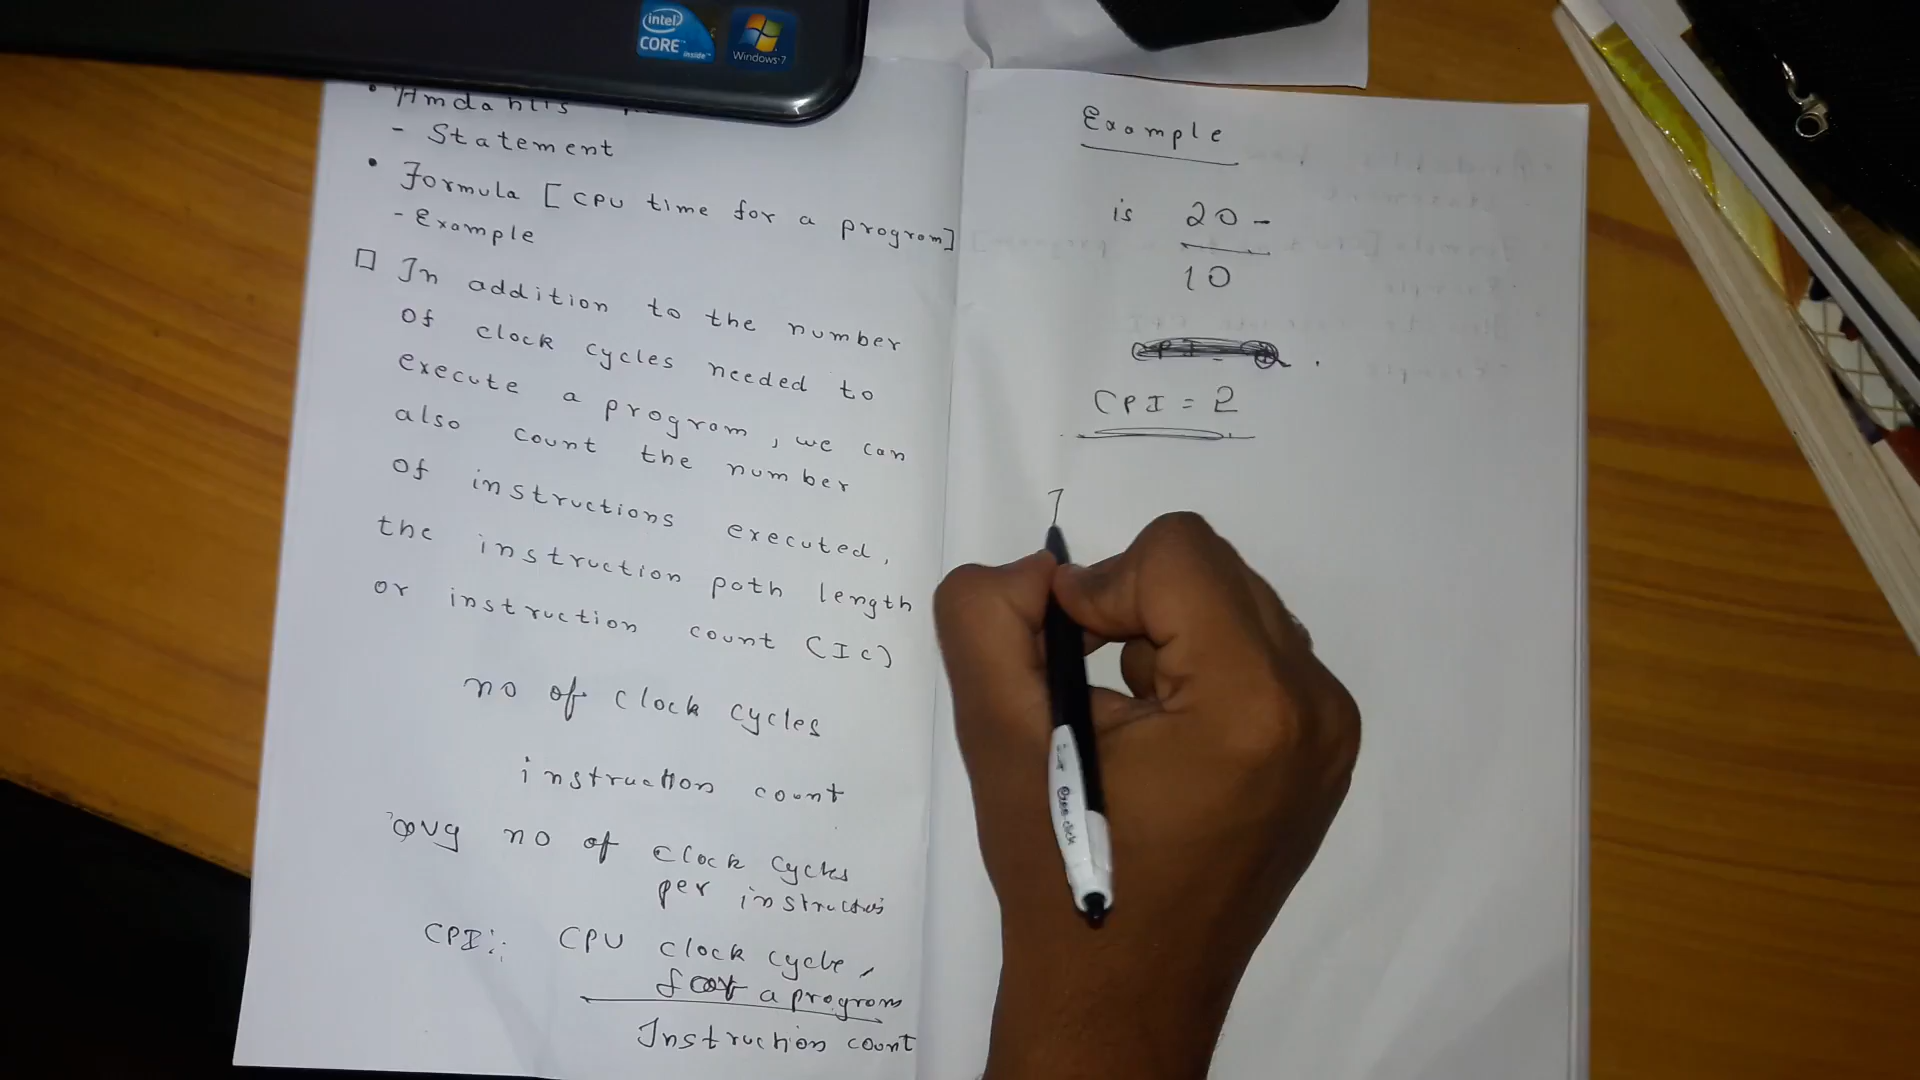 intel
CORE
inside™
Windows 7
• Amdahl's
- Statement
• Formula [CPU time for a program]
- Example
□ In addition to the number
of clock cycles needed to
execute a program, we can
also count the number
of instructions executed,
the instruction path length
or instruction count (Ic)
no of clock cycles
instruction count
avg no of clock cycles
per
CPI:
CPU clock cycle,
for a program
Instruction count
Example
is 20 -
10
CPI = 2